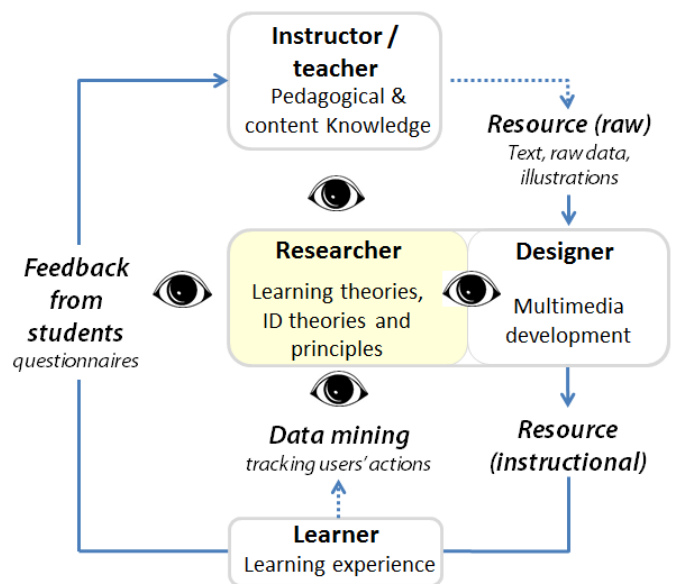 Instructor /
teacher
Pedagogical &
content Knowledge
Resource (raw)
Text, raw data,
illustrations
Researcher
Learning theories,
ID theories and
principles
Designer
Multimedia
development
Feedback
from
students
questionnaires
Data mining
tracking users' actions
Resource
(instructional)
Learner
Learning experience